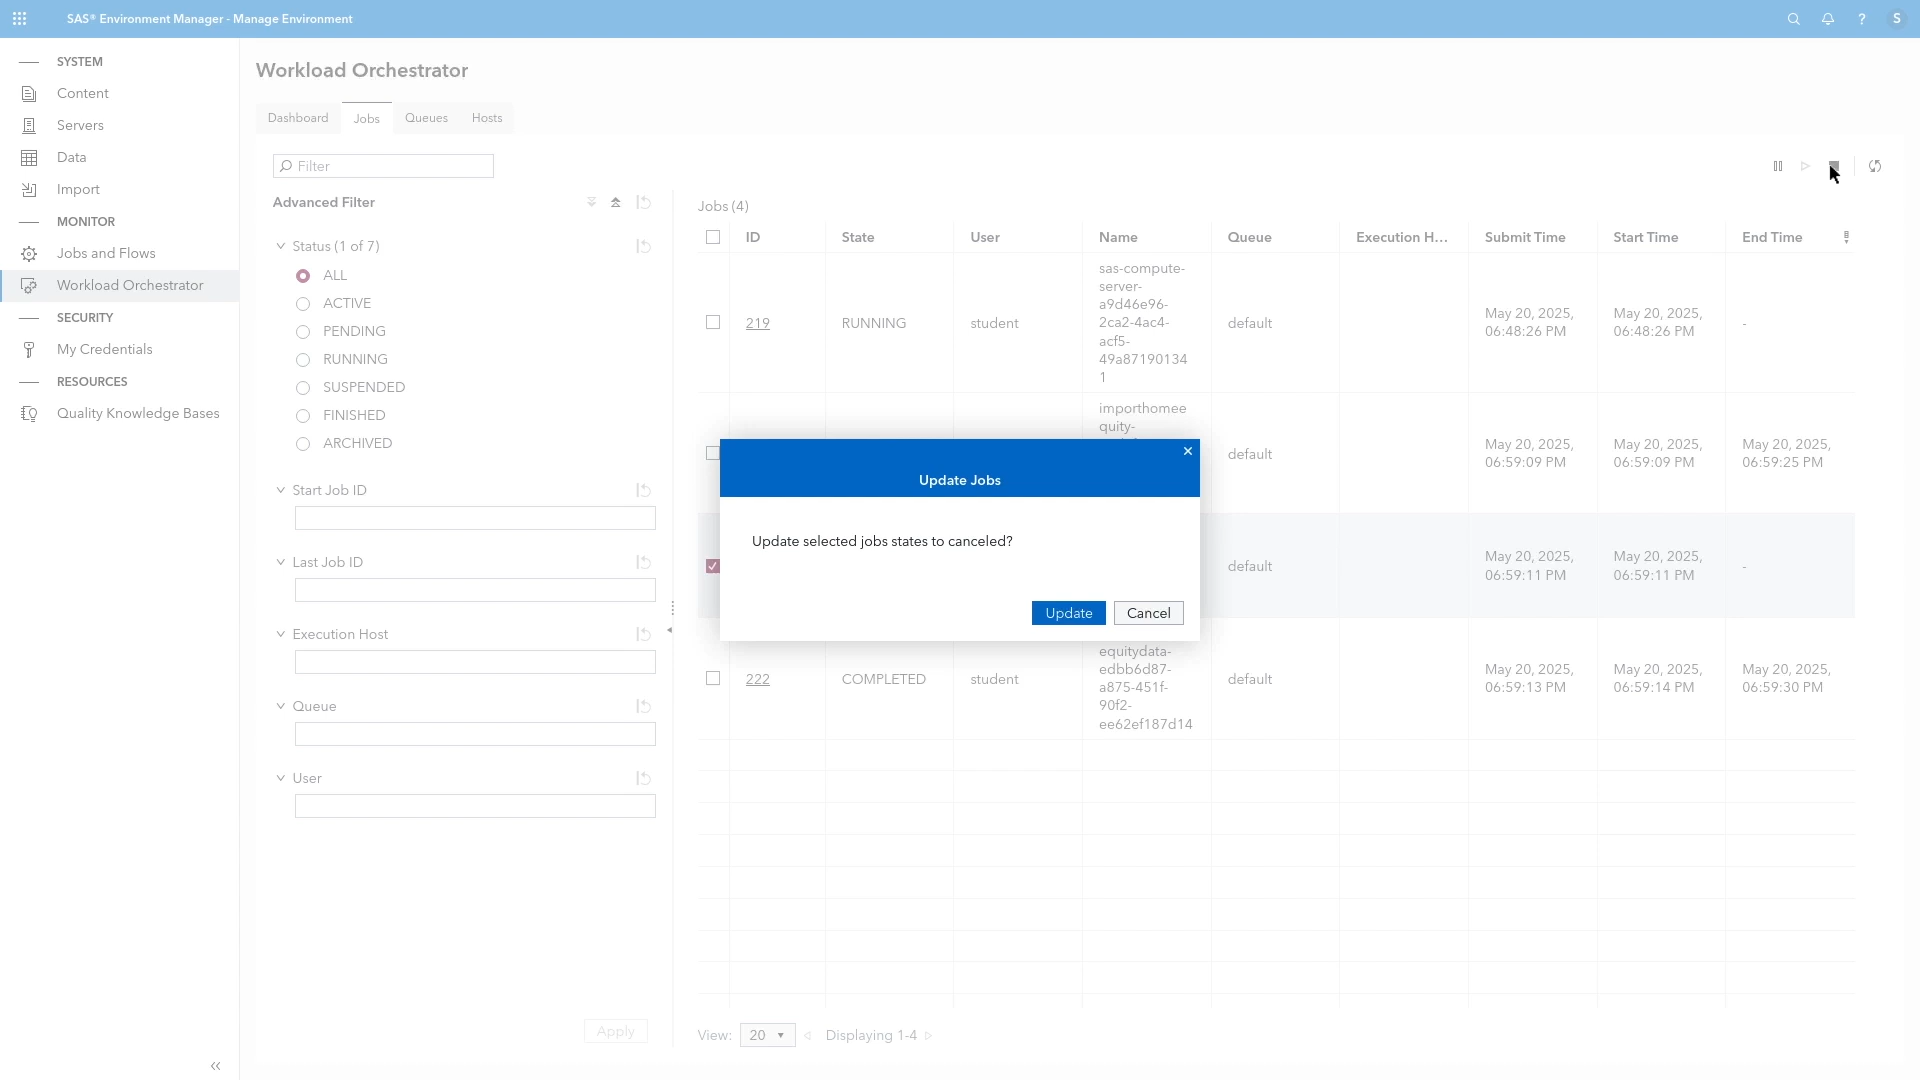 SAS® Environment Manager - Manage Environment
?
S
SYSTEM
Content
Servers
Data
Import
MONITOR
Jobs and Flows
Workload Orchestrator
SECURITY
My Credentials
RESOURCES
Quality Knowledge Bases
Workload Orchestrator
Dashboard
Jobs
Queues
Hosts
Filter
Advanced Filter
Status (1 of 7)
ALL
ACTIVE
PENDING
RUNNING
SUSPENDED
FINISHED
ARCHIVED
Start Job ID
Last Job ID
Execution Host
Queue
User
Apply
Jobs (4)
ID State User Name Queue Execution H... Submit Time Start Time End Time
219
RUNNING
student
sas-compute-
server-
a9d46e96-
2ca2-4ac4-
acf5-
49a87190134
1
default
May 20, 2025,
06:48:26 PM
May 20, 2025,
06:48:26 PM
-
importhomee
quity-
default
May 20, 2025,
06:59:09 PM
May 20, 2025,
06:59:09 PM
May 20, 2025,
06:59:25 PM
default
May 20, 2025,
06:59:11 PM
May 20, 2025,
06:59:11 PM
-
222
COMPLETED
student
equitydata-
edbb6d87-
a875-451f-
90f2-
ee62ef187d14
default
May 20, 2025,
06:59:13 PM
May 20, 2025,
06:59:14 PM
May 20, 2025,
06:59:30 PM
Update Jobs
Update selected jobs states to canceled?
Update
Cancel
View: 20 Displaying 1-4